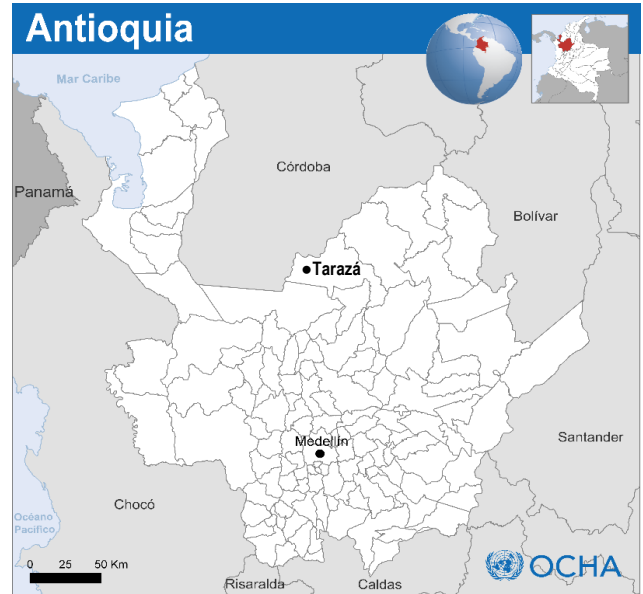 Antioquia
Mar Caribe
Panamá
Córdoba
Bolívar
Tarazá
Medellín
Santander
Chocó
Océano
Pacífico
0 25 50 Km
Risaralda
Caldas
OCHA